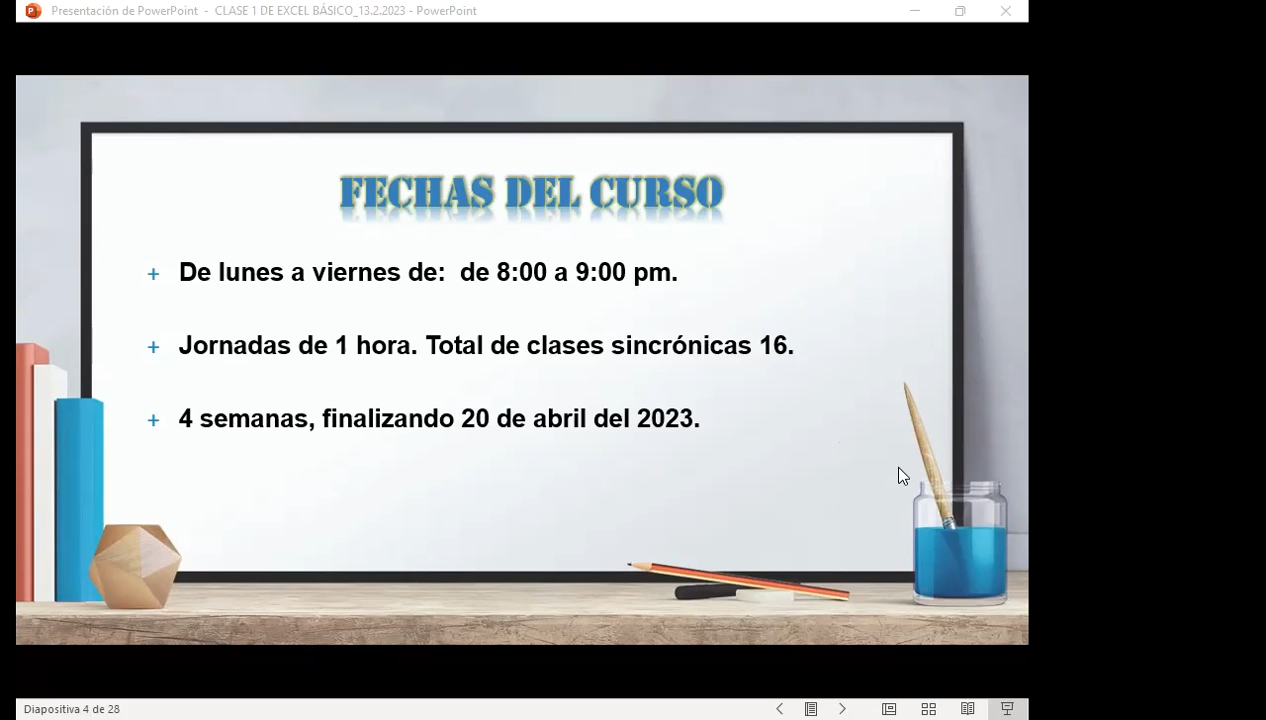 Presentación de PowerPoint - CLASE 1 DE EXCEL BÁSICO_13.2.2023 - PowerPoint
FECHAS DEL CURSO
+ De lunes a viernes de: de 8:00 a 9:00 pm.
+ Jornadas de 1 hora. Total de clases sincrónicas 16.
+ 4 semanas, finalizando 20 de abril del 2023.
Diapositiva 4 de 28